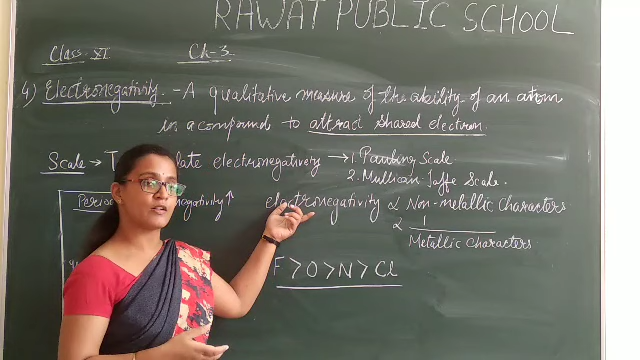 RAWAT PUBLIC SCHOOL
Class XI Ch-3
4) Electronegativity - A qualitative measure of the ability of an atom
in a compound to attract shared electron.
Scale → T late electronegatively → 1. Pauling Scale
2. Mullican-Jaffe Scale.
Period negativity ↑ electronegativity ∝ Non-metallic Characters
∝ 1
Metallic Characters
F > O > N > Cl